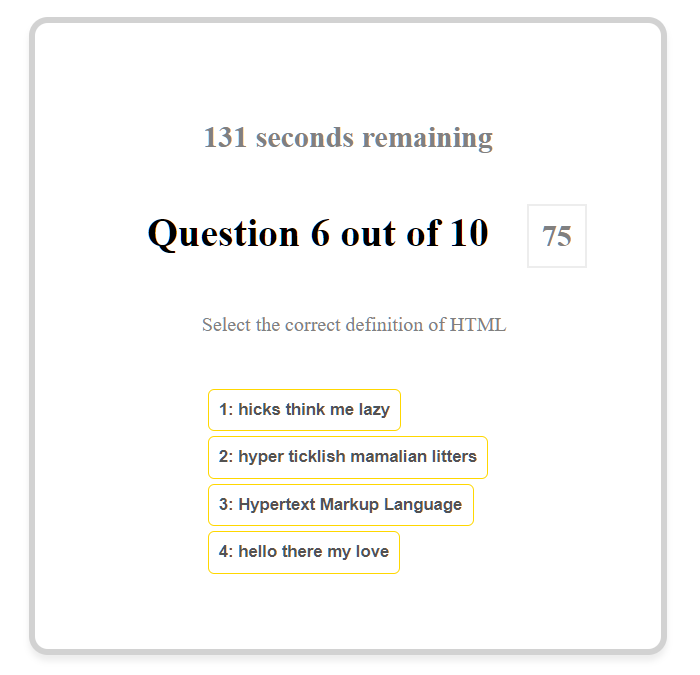 131 seconds remaining
Question 6 out of 10
75
Select the correct definition of HTML
1: hicks think me lazy
2: hyper ticklish mamalian litters
3: Hypertext Markup Language
4: hello there my love